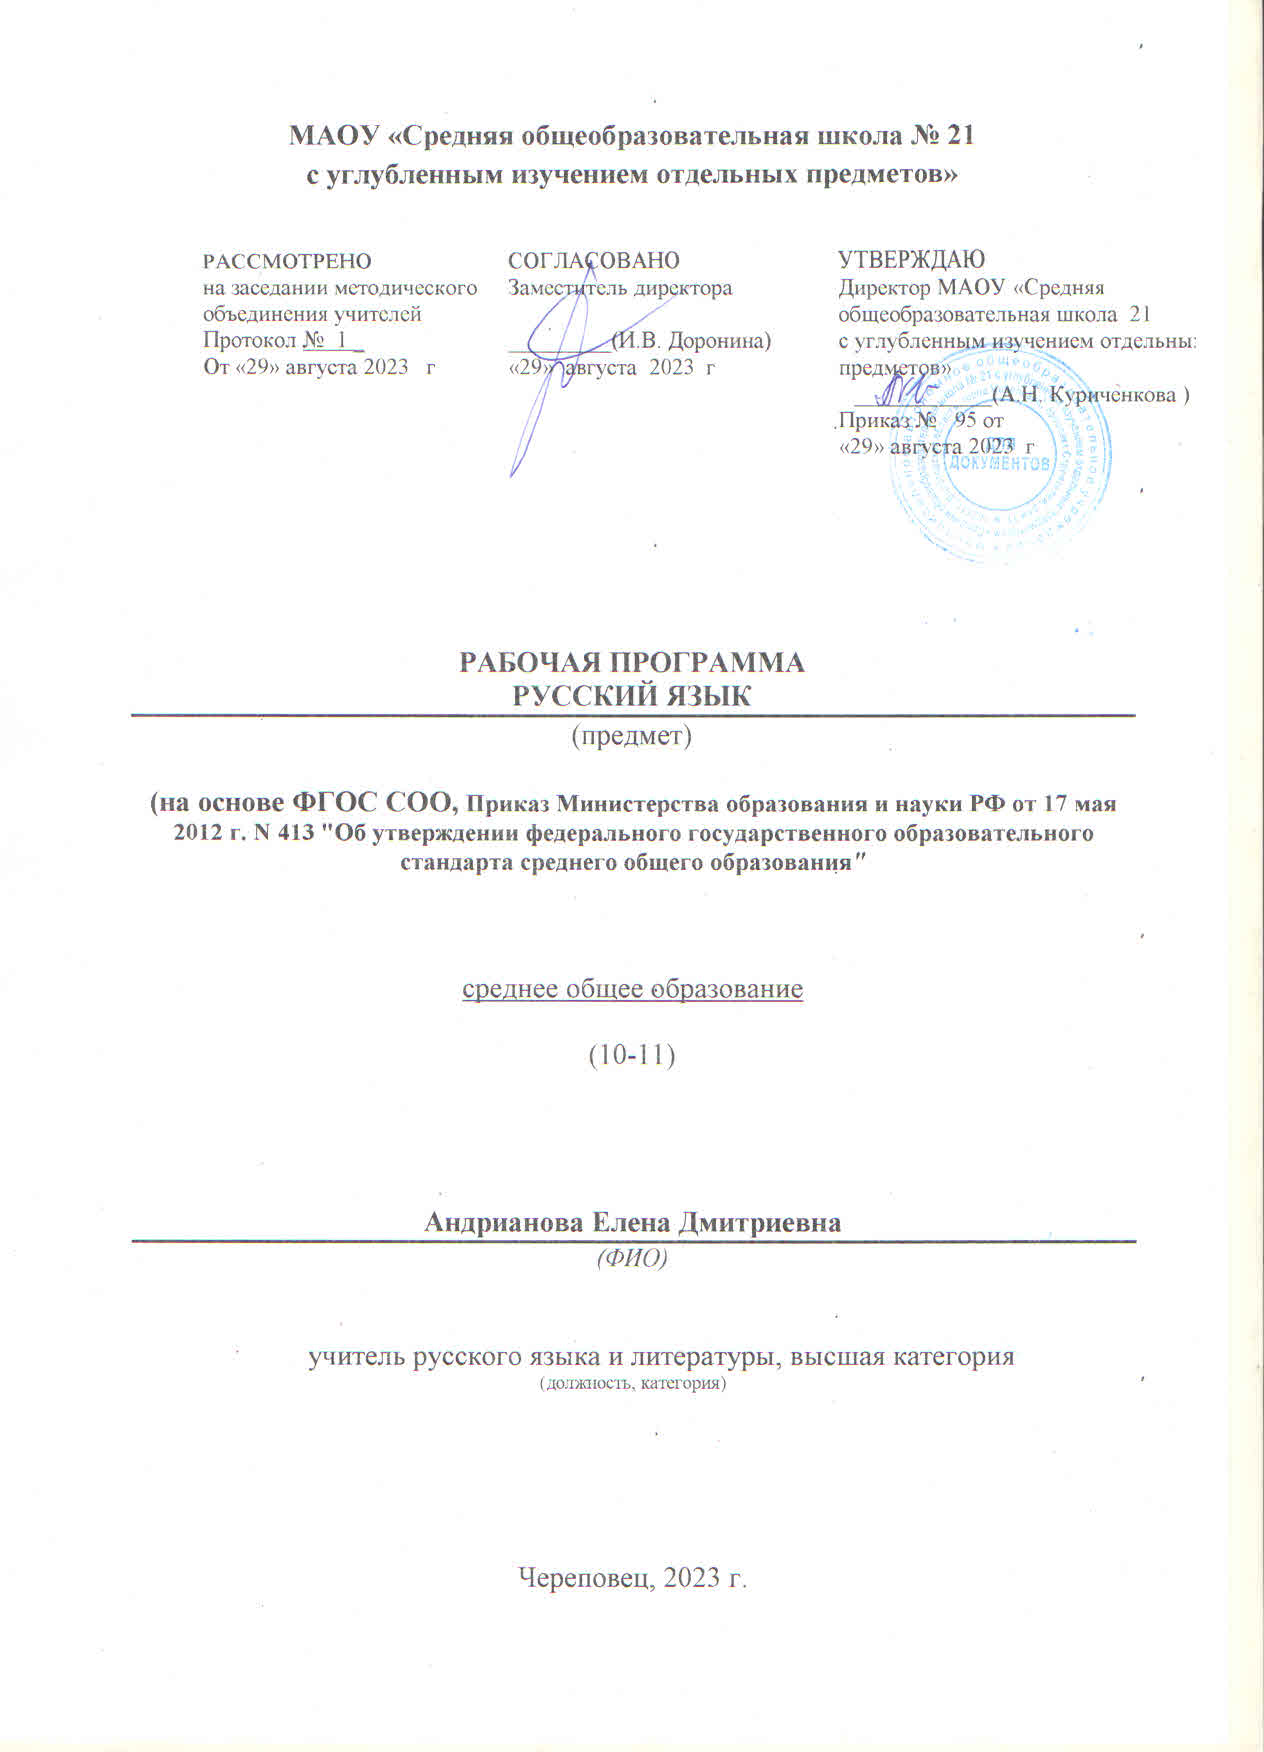 МАОУ «Средняя общеобразовательная школа № 21
с углубленным изучением отдельных предметов»
РАССМОТРЕНО
на заседании методического
объединения учителей
Протокол № 1
От «29» августа 2023 г
СОГЛАСОВАНО
Заместитель директора
__________(И.В. Доронина)
«29» августа 2023 г
УТВЕРЖДАЮ
Директор МАОУ «Средняя
общеобразовательная школа 21
с углубленным изучением отдельны:
предметов»
_____________(А.Н. Куриченкова )
Приказ № 95 от
«29» августа 2023 г
ДОКУМЕНТОВ
РАБОЧАЯ ПРОГРАММА
РУССКИЙ ЯЗЫК
(предмет)
(на основе ФГОС СОО, Приказ Министерства образования и науки РФ от 17 мая
2012 г. N 413 "Об утверждении федерального государственного образовательного
стандарта среднего общего образования"
среднее общее образование
(10-11)
Андрианова Елена Дмитриевна
(ФИО)
учитель русского языка и литературы, высшая категория
(должность, категория)
Череповец, 2023 г.